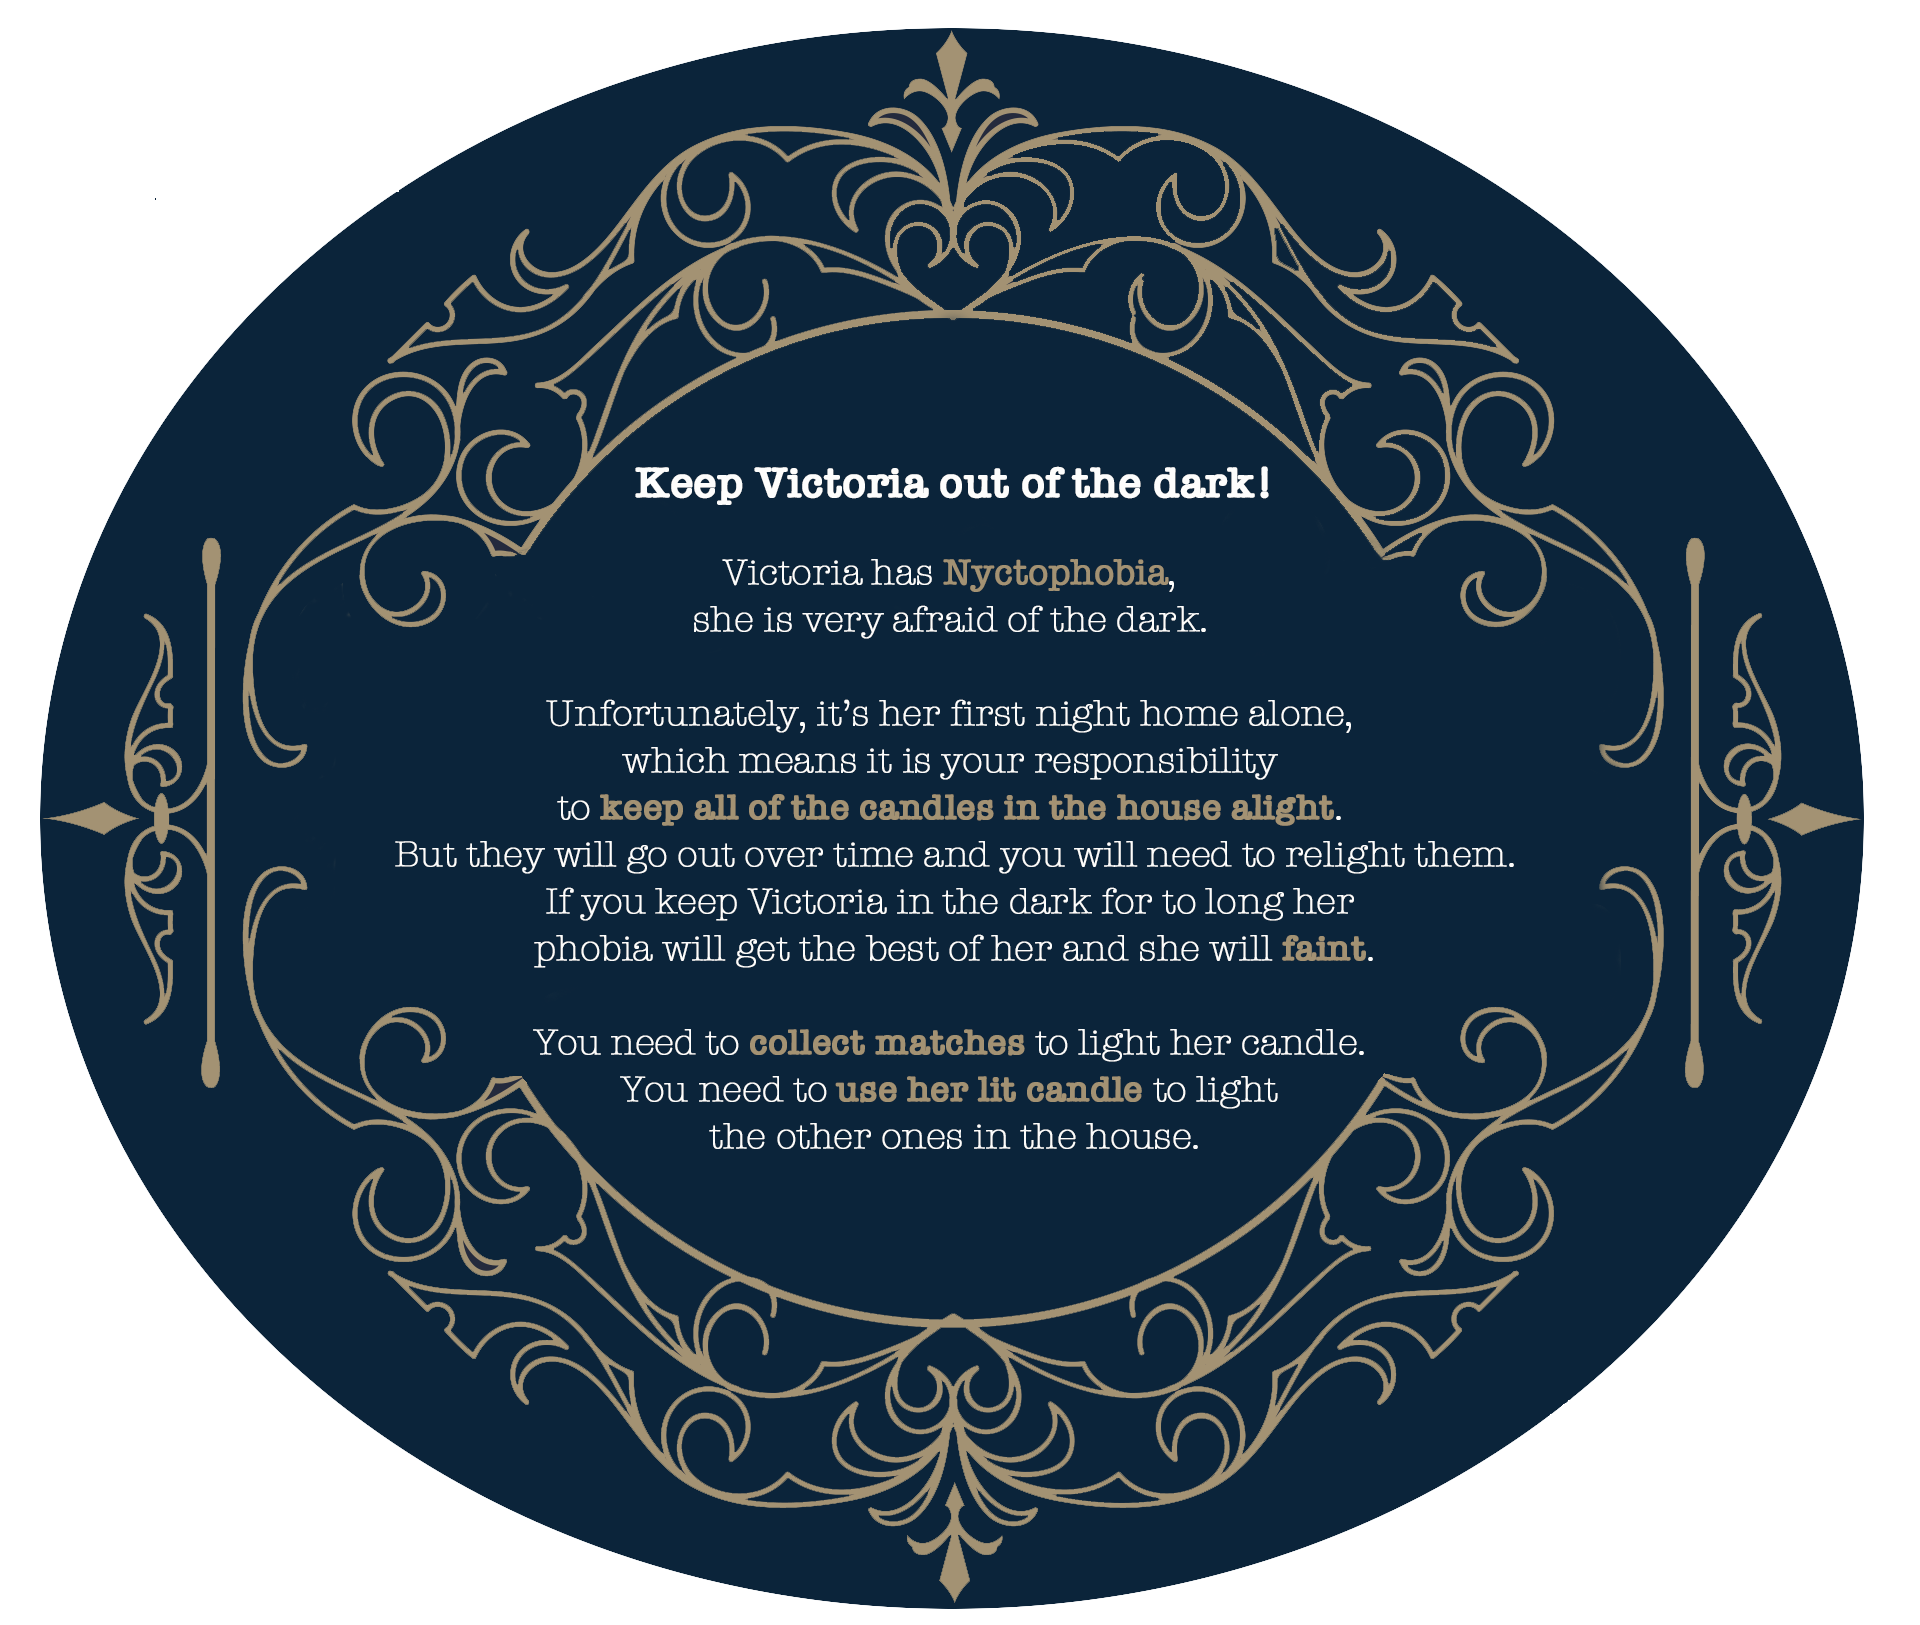 Keep Victoria out of the dark!
Victoria has Nyctophobia,
she is very afraid of the dark.
Unfortunately, it’s her first night home alone,
which means it is your responsibility
to keep all of the candles in the house alight.
But they will go out over time and you will need to relight them.
If you keep Victoria in the dark for to long her
phobia will get the best of her and she will faint.
You need to collect matches to light her candle.
You need to use her lit candle to light
the other ones in the house.